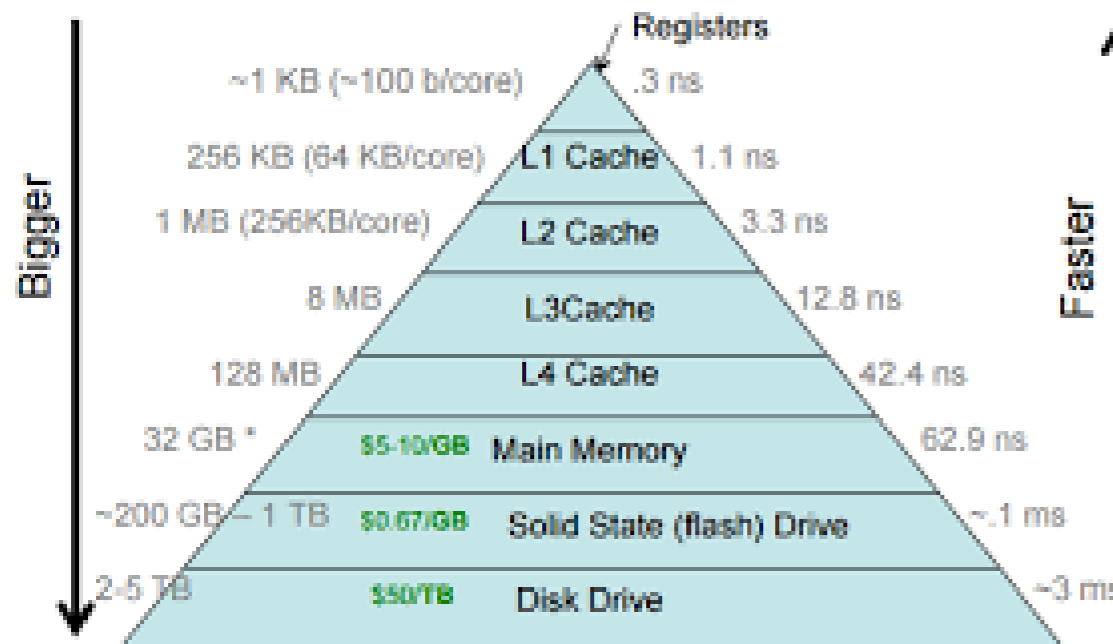 Registers
~1 KB (~100 b/core)
.3 ns
256 KB (64 KB/core)
L1 Cache
1.1 ns
1 MB (256KB/core)
L2 Cache
3.3 ns
8 MB
L3Cache
12.8 ns
128 MB
L4 Cache
42.4 ns
32 GB *
$5-10/GB
Main Memory
62.9 ns
~200 GB – 1 TB
$0.67/GB
Solid State (flash) Drive
~.1 ms
2-5 TB
$50/TB
Disk Drive
~3 ms
Bigger
Faster